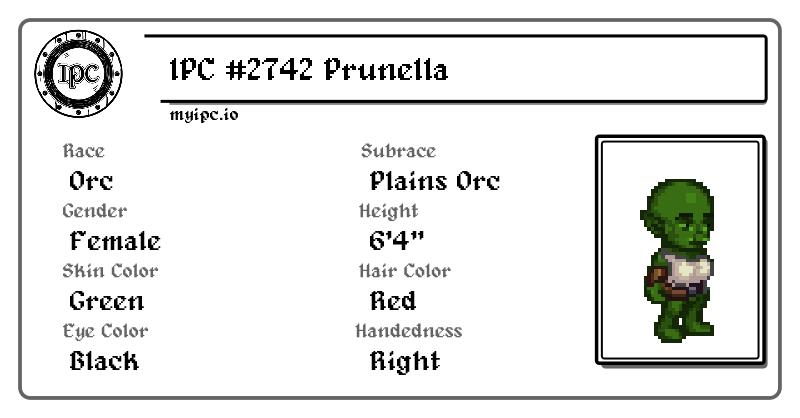 IPC
IPC #2742 Prunella
myipc.io
Race
Orc
Subrace
Plains Orc
Gender
Female
Height
6'4"
Skin Color
Green
Hair Color
Red
Eye Color
Black
Handedness
Right